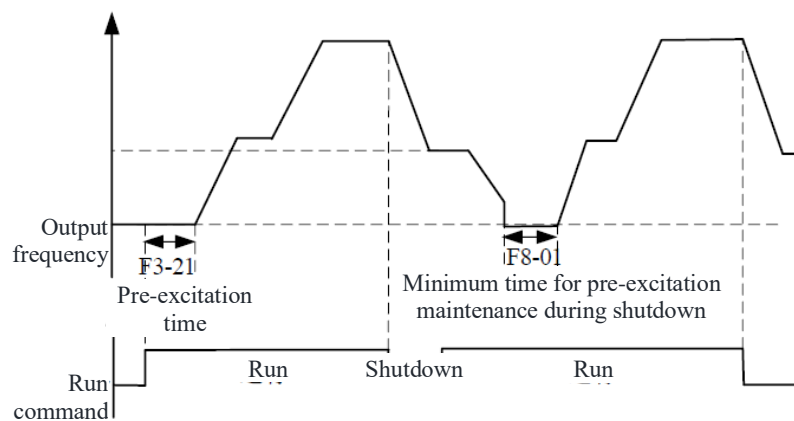 Output
frequency
F3-21
F8-01
Pre-excitation
time
Minimum time for pre-excitation
maintenance during shutdown
Run
Shutdown
Run
Run
command